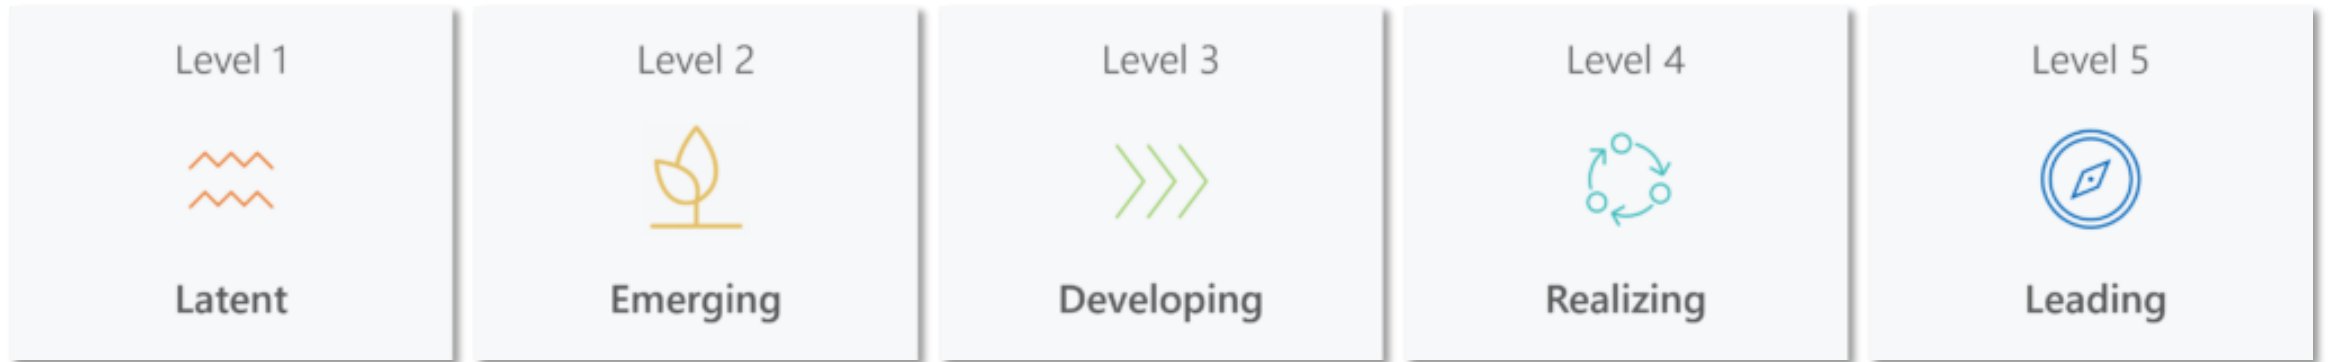 Level 1
Latent
Level 2
Emerging
Level 3
Developing
Level 4
Realizing
Level 5
Leading